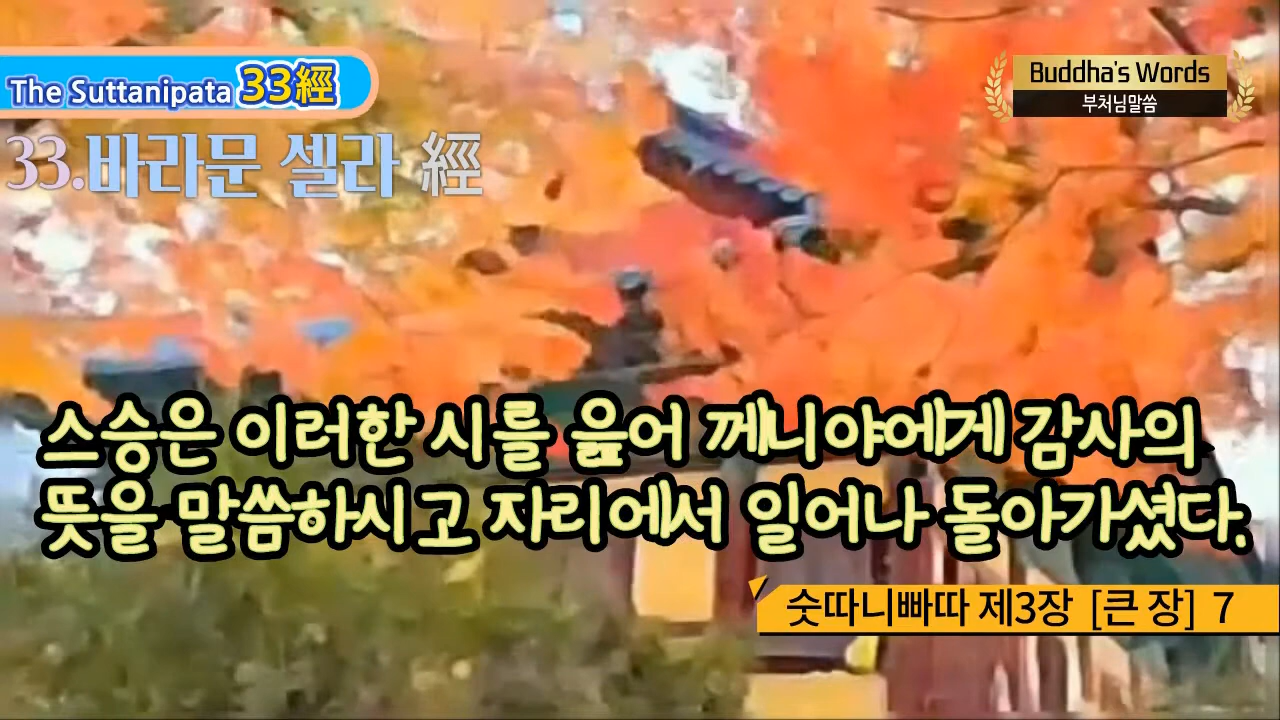 The Suttanipata 33經
Buddha's Words
부처님말씀
33.바라문 셀라 經
스승은 이러한 시를 읊어 께니야에게 감사의
뜻을 말씀하시고 자리에서 일어나 돌아가셨다.
숫따니빠따 제3장 [큰 장] 7